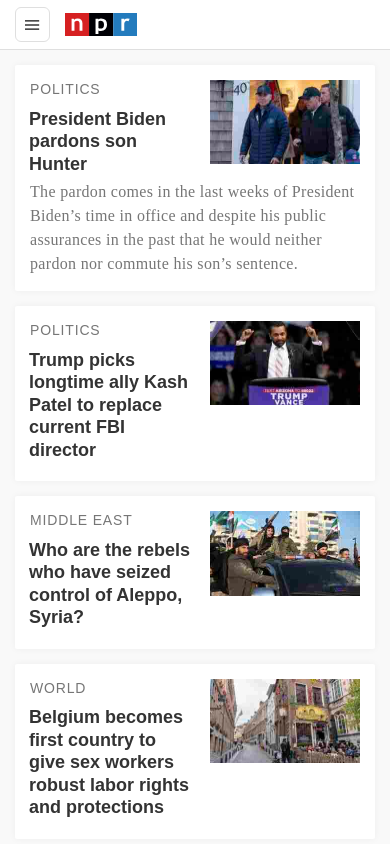 npr
POLITICS
President Biden
pardons son
Hunter
The pardon comes in the last weeks of President
Biden’s time in office and despite his public
assurances in the past that he would neither
pardon nor commute his son’s sentence.
POLITICS
Trump picks
longtime ally Kash
Patel to replace
current FBI
director
TRUMP
VANCE
MIDDLE EAST
Who are the rebels
who have seized
control of Aleppo,
Syria?
WORLD
Belgium becomes
first country to
give sex workers
robust labor rights
and protections